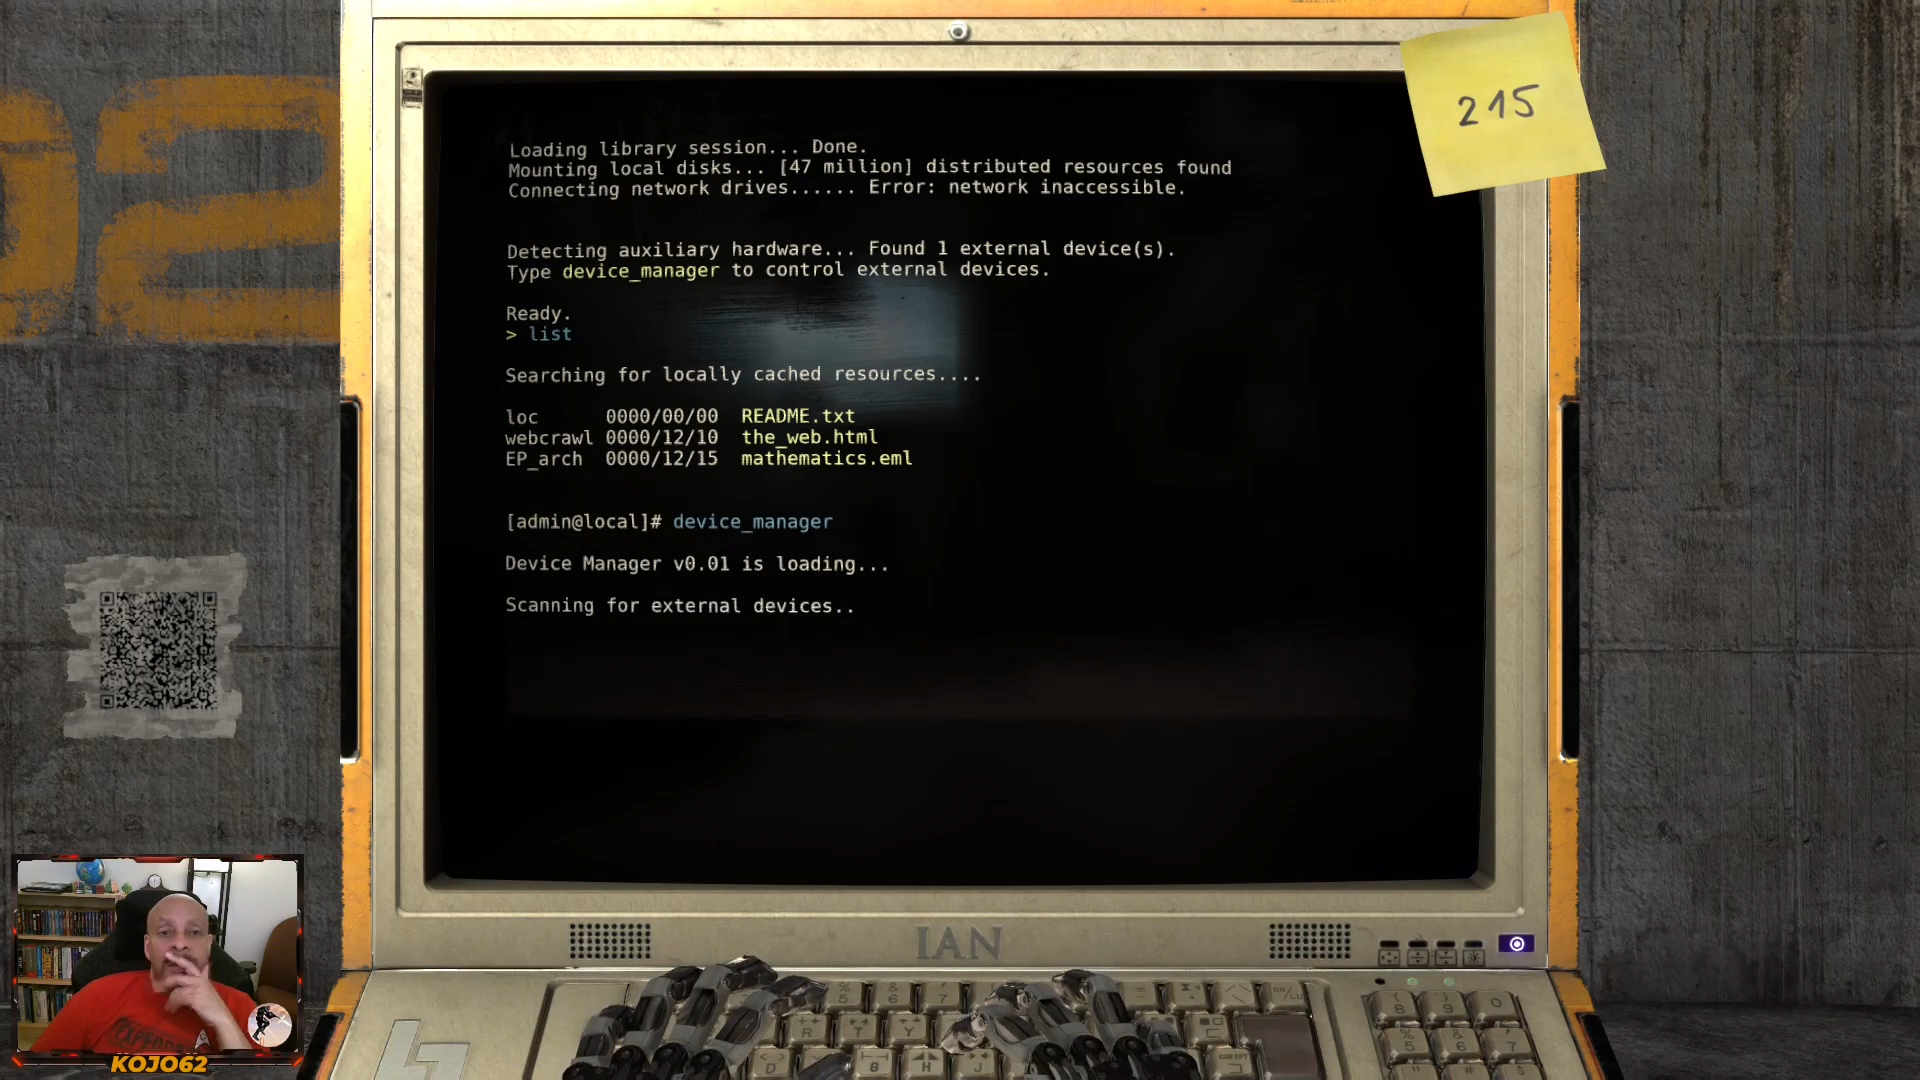 02
215
Loading library session... Done.
Mounting local disks... [47 million] distributed resources found
Connecting network drives...... Error: network inaccessible.
Detecting auxiliary hardware... Found 1 external device(s).
Type device_manager to control external devices.
Ready.
> list
Searching for locally cached resources....
loc 0000/00/00 README.txt
webcrawl 0000/12/10 the_web.html
EP_arch 0000/12/15 mathematics.eml
[admin@local]# device_manager
Device Manager v0.01 is loading...
Scanning for external devices..
IAN
KOJO62